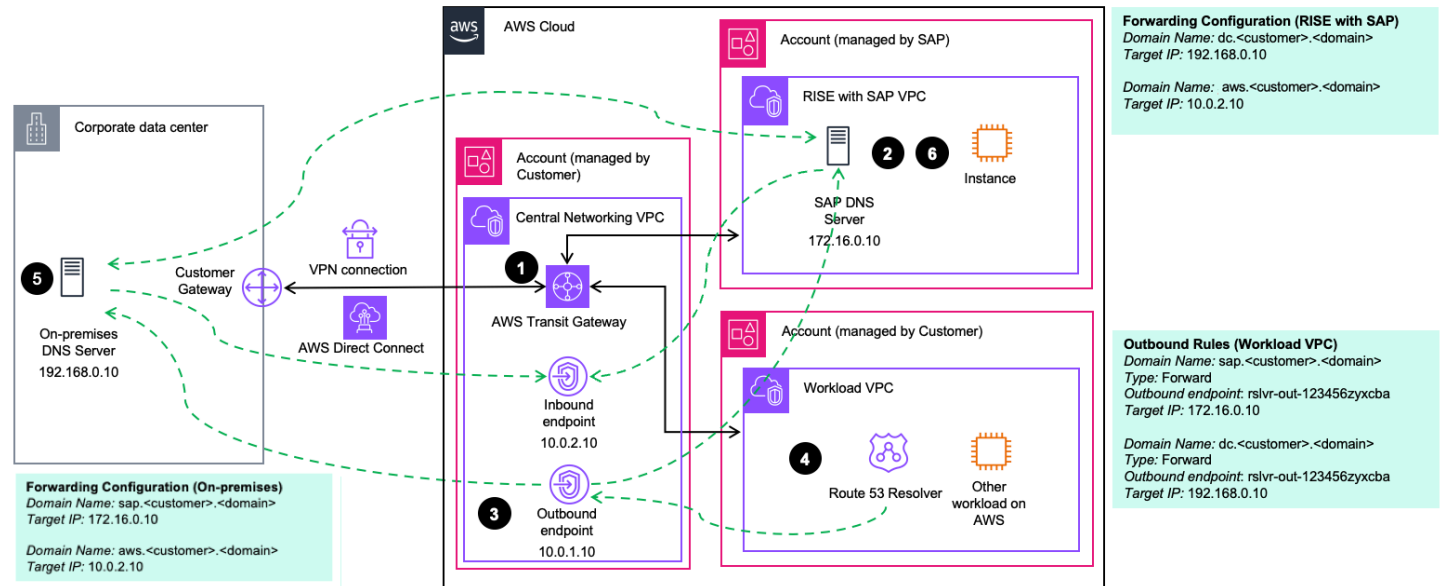 aws
AWS Cloud
Account (managed by SAP)
RISE with SAP VPC
2
6
SAP DNS
Server
172.16.0.10
Instance
Forwarding Configuration (RISE with SAP)
Domain Name: dc.<customer>.<domain>
Target IP: 192.168.0.10
Domain Name: aws.<customer>.<domain>
Target IP: 10.0.2.10
Corporate data center
5
On-premises
DNS Server
192.168.0.10
Customer
Gateway
VPN connection
AWS Direct Connect
Account (managed by
Customer)
Central Networking VPC
1
AWS Transit Gateway
Inbound
endpoint
10.0.2.10
3
Outbound
endpoint
10.0.1.10
Account (managed by Customer)
Workload VPC
4
Route 53 Resolver
Other
workload on
AWS
Outbound Rules (Workload VPC)
Domain Name: sap.<customer>.<domain>
Type: Forward
Outbound endpoint: rslvr-out-123456zyxcba
Target IP: 172.16.0.10
Domain Name: dc.<customer>.<domain>
Type: Forward
Outbound endpoint: rslvr-out-123456zyxcba
Target IP: 192.168.0.10
Forwarding Configuration (On-premises)
Domain Name: sap.<customer>.<domain>
Target IP: 172.16.0.10
Domain Name: aws.<customer>.<domain>
Target IP: 10.0.2.10